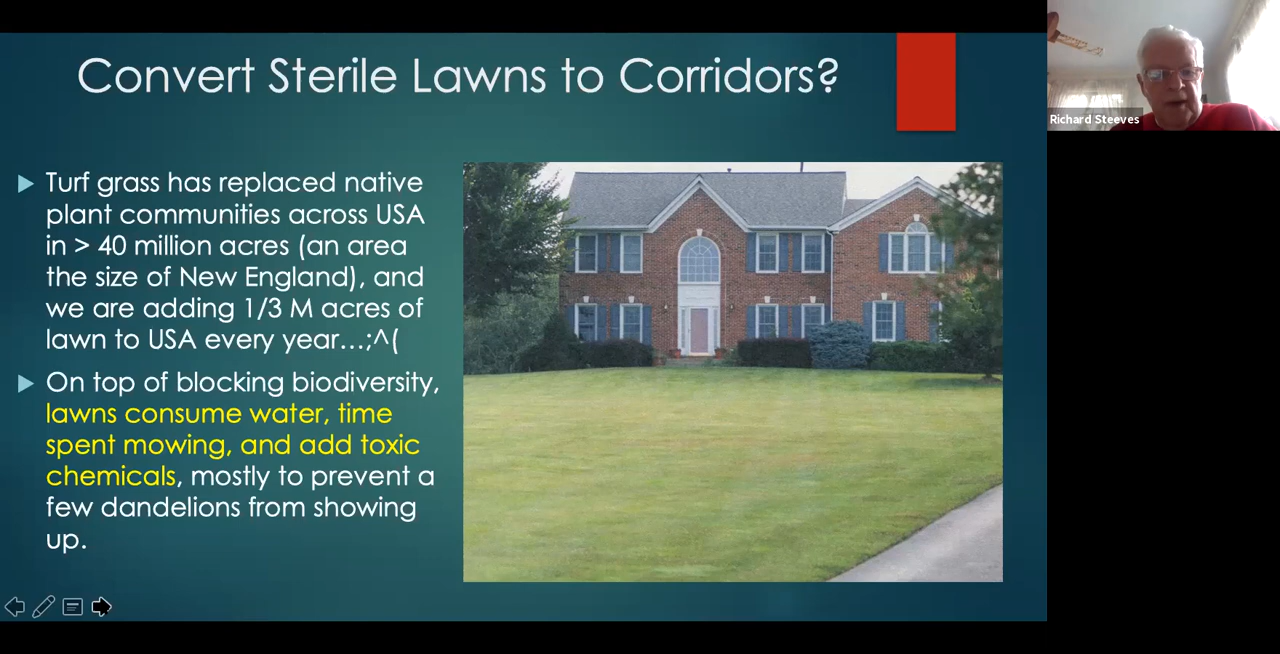 Convert Sterile Lawns to Corridors?
Richard Steeves
Turf grass has replaced native
plant communities across USA
in > 40 million acres (an area
the size of New England), and
we are adding 1/3 M acres of
lawn to USA every year...;^(
On top of blocking biodiversity,
lawns consume water, time
spent mowing, and add toxic
chemicals, mostly to prevent a
few dandelions from showing
up.